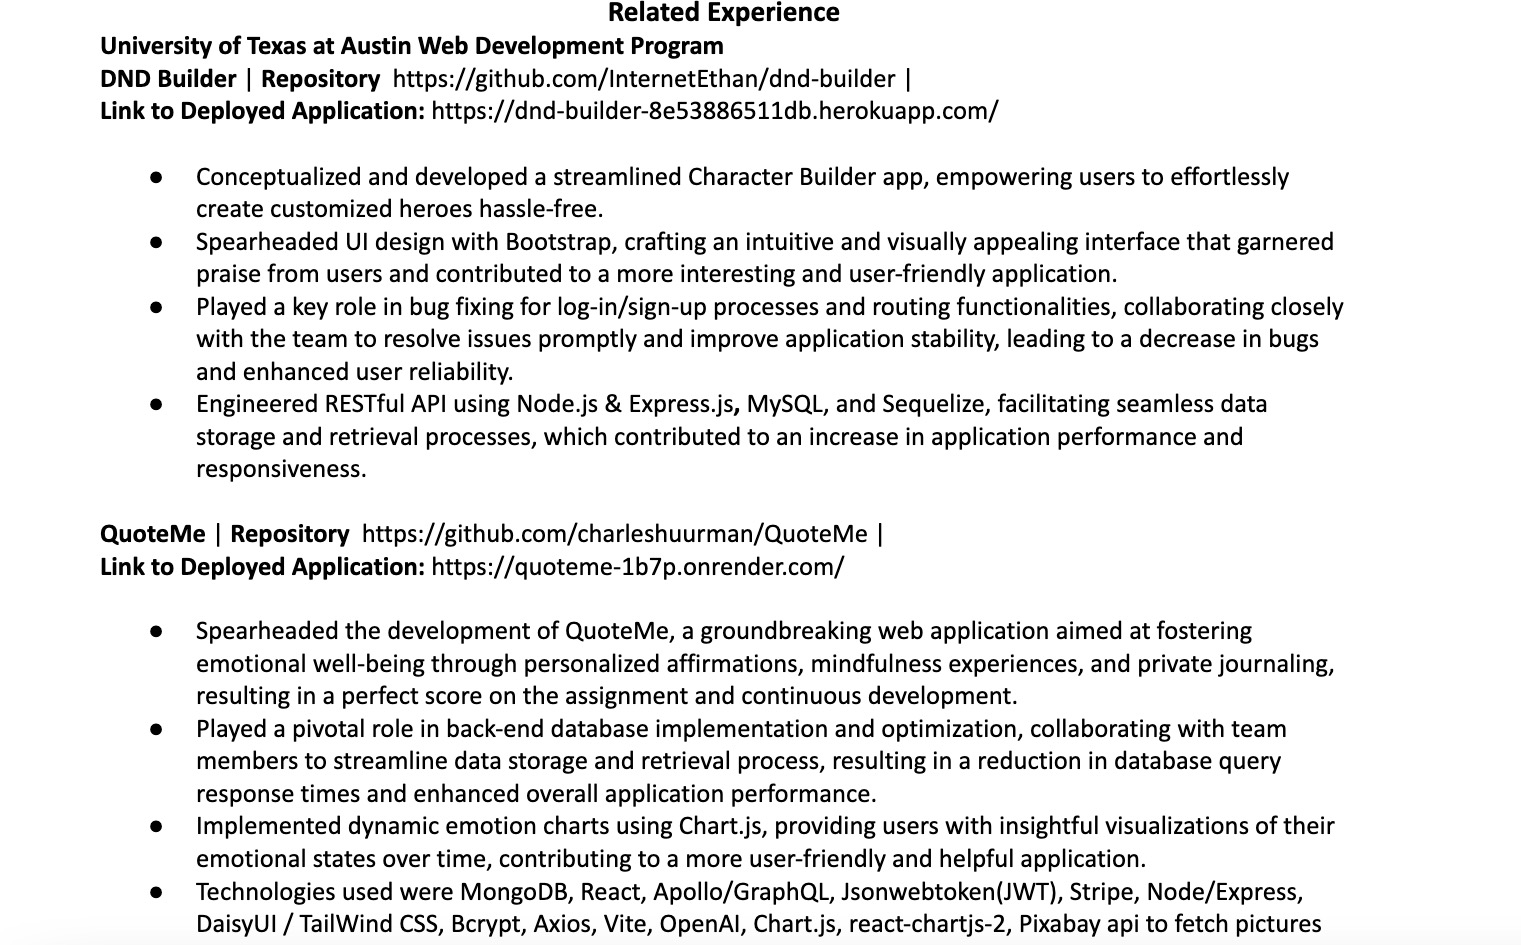 Related Experience
University of Texas at Austin Web Development Program
DND Builder | Repository https://github.com/InternetEthan/dnd-builder |
Link to Deployed Application: https://dnd-builder-8e53886511db.herokuapp.com/
● Conceptualized and developed a streamlined Character Builder app, empowering users to effortlessly
create customized heroes hassle-free.
● Spearheaded UI design with Bootstrap, crafting an intuitive and visually appealing interface that garnered
praise from users and contributed to a more interesting and user-friendly application.
● Played a key role in bug fixing for log-in/sign-up processes and routing functionalities, collaborating closely
with the team to resolve issues promptly and improve application stability, leading to a decrease in bugs
and enhanced user reliability.
● Engineered RESTful API using Node.js & Express.js, MySQL, and Sequelize, facilitating seamless data
storage and retrieval processes, which contributed to an increase in application performance and
responsiveness.
QuoteMe | Repository https://github.com/charleshuurman/QuoteMe |
Link to Deployed Application: https://quoteme-1b7p.onrender.com/
● Spearheaded the development of QuoteMe, a groundbreaking web application aimed at fostering
emotional well-being through personalized affirmations, mindfulness experiences, and private journaling,
resulting in a perfect score on the assignment and continuous development.
● Played a pivotal role in back-end database implementation and optimization, collaborating with team
members to streamline data storage and retrieval process, resulting in a reduction in database query
response times and enhanced overall application performance.
● Implemented dynamic emotion charts using Chart.js, providing users with insightful visualizations of their
emotional states over time, contributing to a more user-friendly and helpful application.
● Technologies used were MongoDB, React, Apollo/GraphQL, Jsonwebtoken(JWT), Stripe, Node/Express,
DaisyUI / TailWind CSS, Bcrypt, Axios, Vite, OpenAI, Chart.js, react-chartjs-2, Pixabay api to fetch pictures